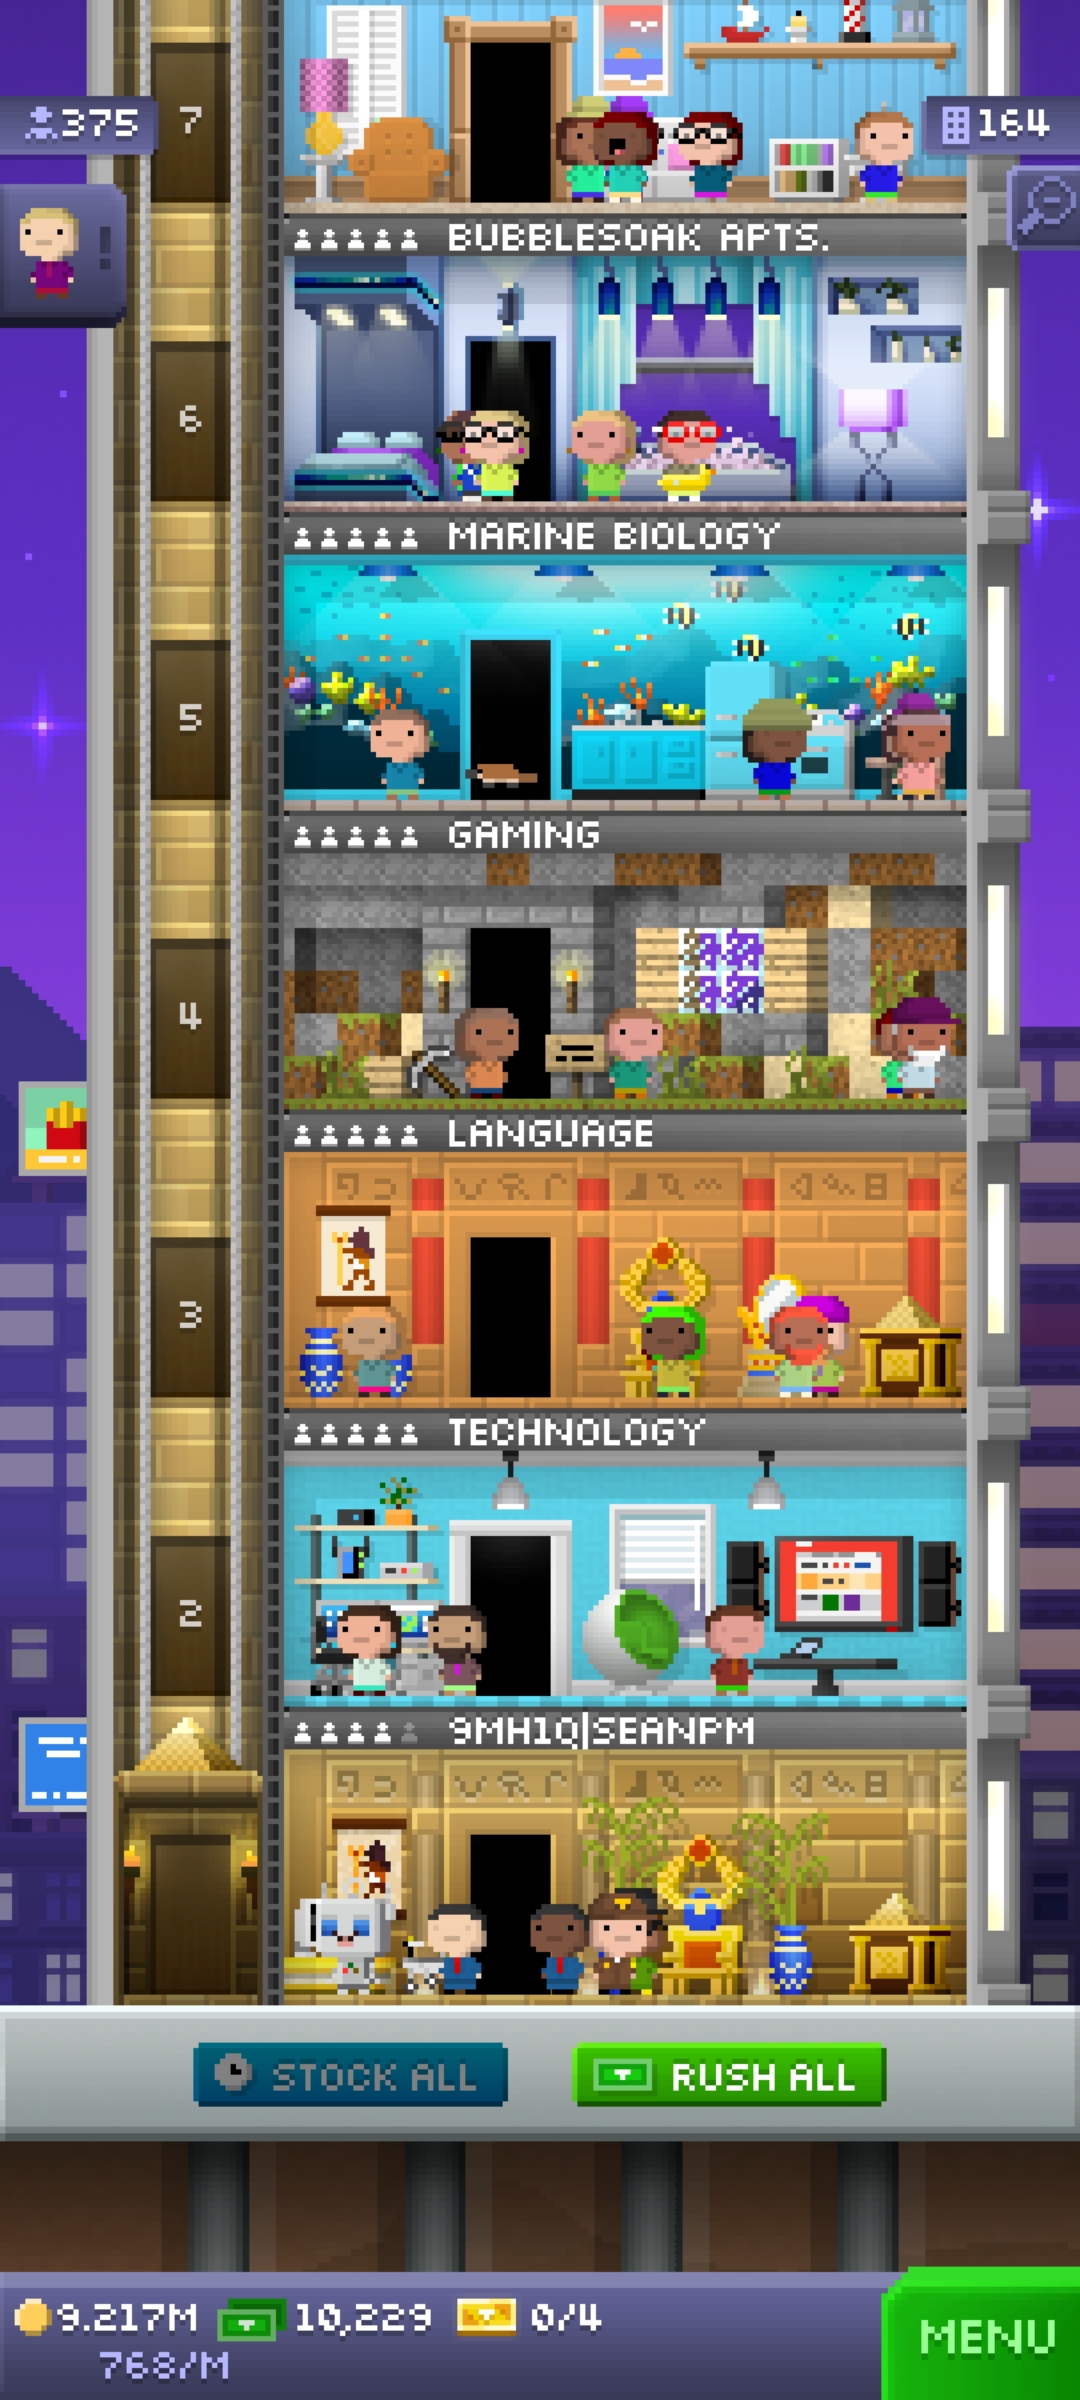 7
375
164
BUBBLESOAK APTS.
6
MARINE BIOLOGY
5
GAMING
4
LANGUAGE
3
TECHNOLOGY
2
9MH1Q|SEANPM
STOCK ALL
RUSH ALL
9.217M
10,229
0/4
768/M
MENU